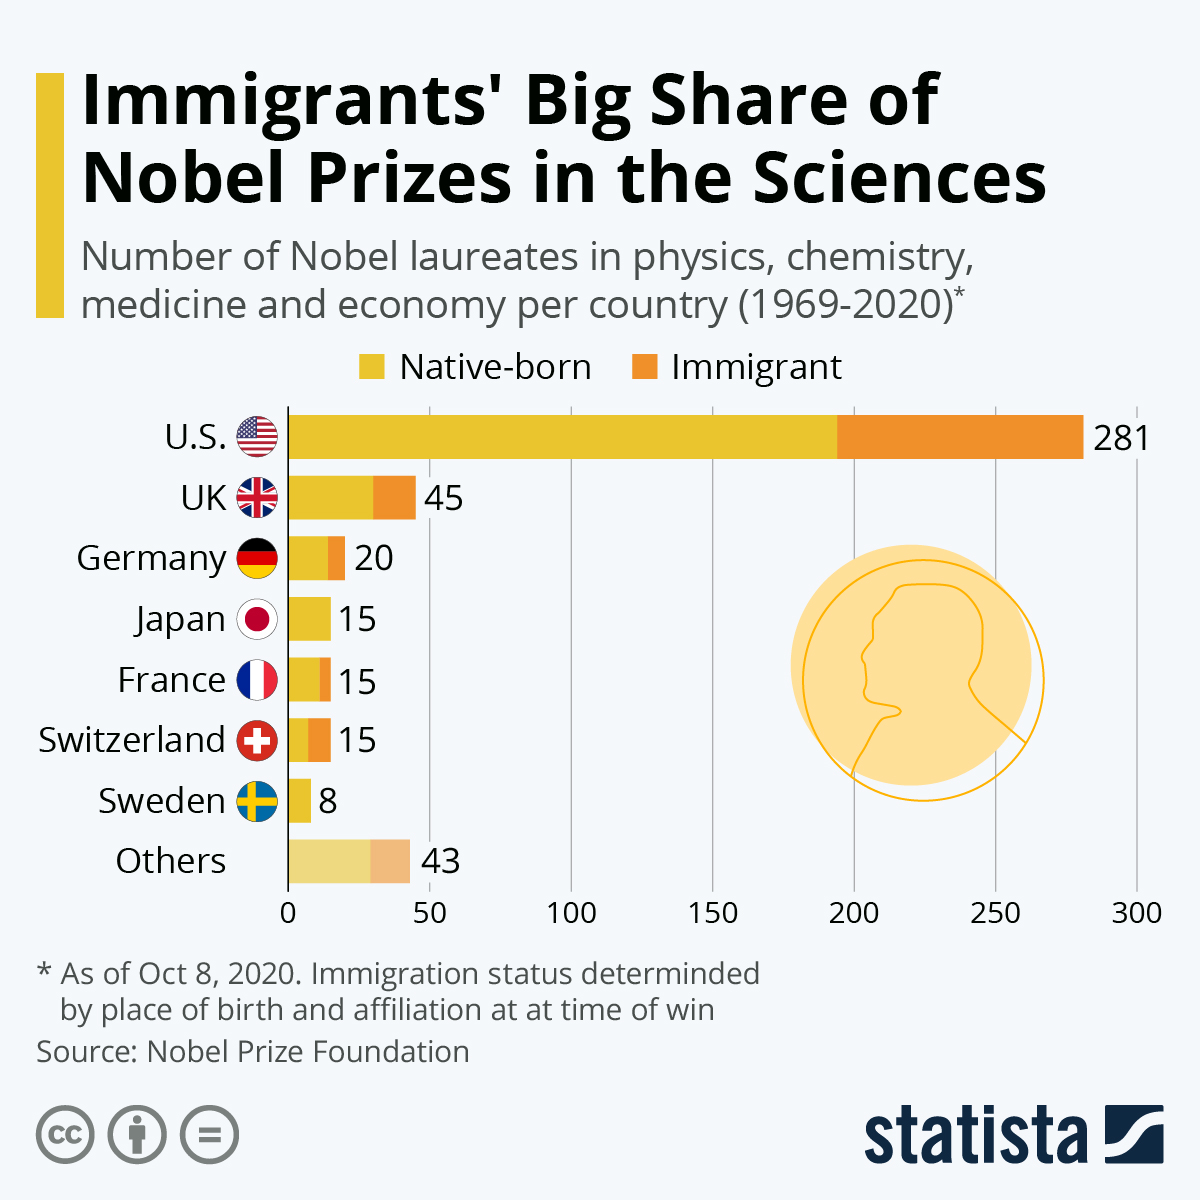 Immigrants' Big Share of
Nobel Prizes in the Sciences
Number of Nobel laureates in physics, chemistry,
medicine and economy per country (1969-2020)*
Native-born Immigrant
U.S. 281
UK 45
Germany 20
Japan 15
France 15
Switzerland 15
Sweden 8
Others 43
0 50 100 150 200 250 300
* As of Oct 8, 2020. Immigration status determinded
by place of birth and affiliation at at time of win
Source: Nobel Prize Foundation
cc = statista